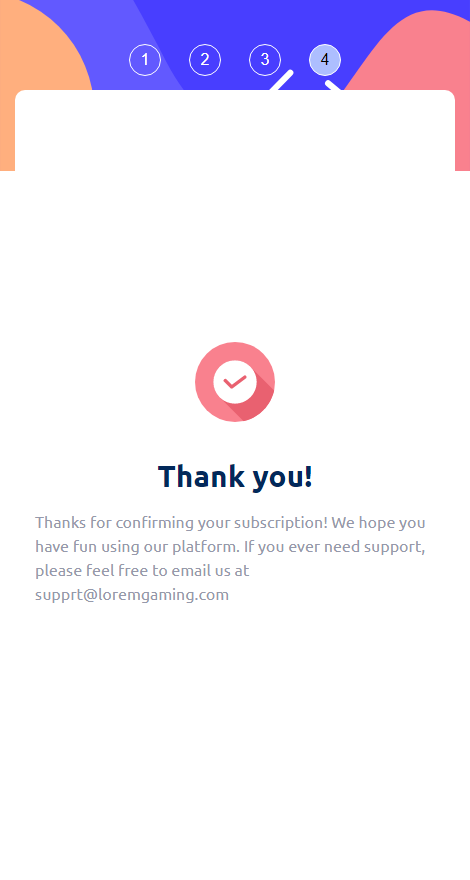 1 2 3 4
Thank you!
Thanks for confirming your subscription! We hope you
have fun using our platform. If you ever need support,
please feel free to email us at
supprt@loremgaming.com